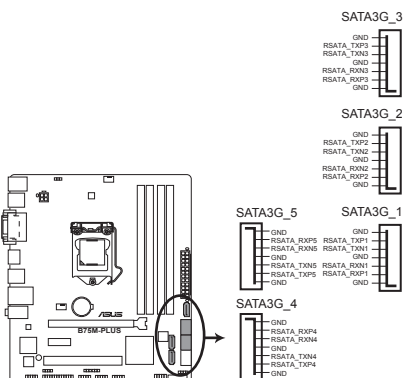 SATA3G_3
GND
RSATA_TXP3
RSATA_TXN3
GND
RSATA_RXN3
RSATA_RXP3
GND
SATA3G_2
GND
RSATA_TXP2
RSATA_TXN2
GND
RSATA_RXN2
RSATA_RXP2
GND
SATA3G_5
GND
RSATA_RXP5
RSATA_RXN5
GND
RSATA_TXN5
RSATA_TXP5
GND
SATA3G_1
GND
RSATA_TXP1
RSATA_TXN1
GND
RSATA_RXN1
RSATA_RXP1
GND
SATA3G_4
GND
RSATA_RXP4
RSATA_RXN4
GND
RSATA_TXN4
RSATA_TXP4
GND
ASUS
B75M-PLUS